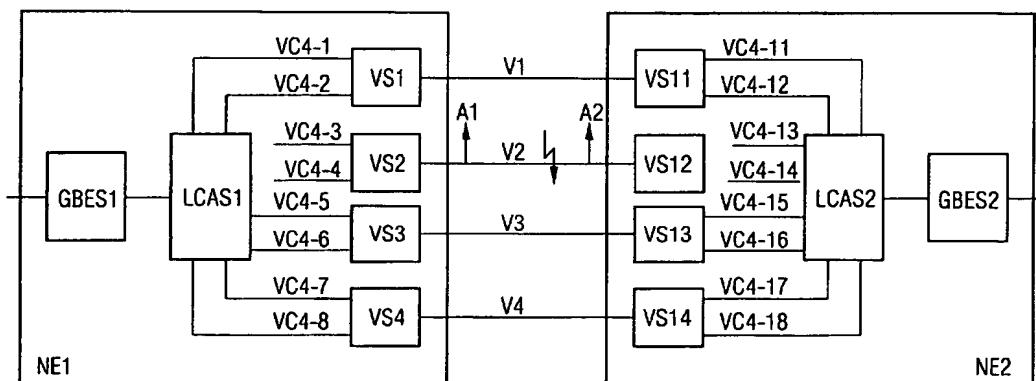 VC4-1
VS1
VC4-2
V1
VS11
VC4-11
VC4-12
A1
A2
VC4-3
VS2
VC4-4
V2
VS12
VC4-13
VC4-14
GBES1
LCAS1
LCAS2
GBES2
VC4-5
VS3
VC4-6
V3
VS13
VC4-15
VC4-16
VC4-7
VS4
VC4-8
V4
VS14
VC4-17
VC4-18
NE1
NE2